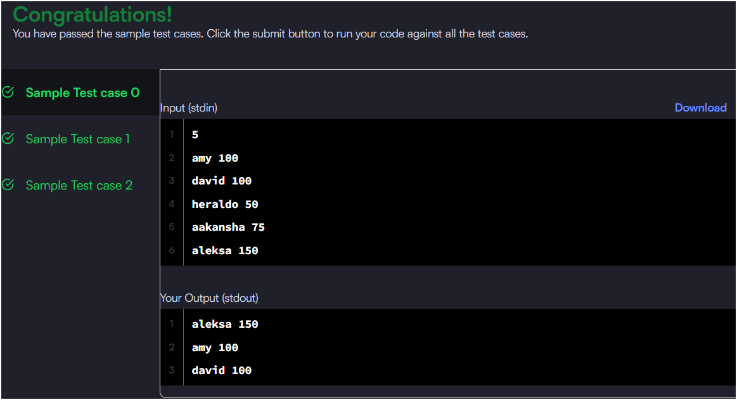 Congratulations!
You have passed the sample test cases. Click the submit button to run your code against all the test cases.
Sample Test case 0
Sample Test case 1
Sample Test case 2
Input (stdin)
Download
1 5
2 amy 100
3 david 100
4 heraldo 50
5 aakansha 75
6 aleksa 150
Your Output (stdout)
1 aleksa 150
2 amy 100
3 david 100